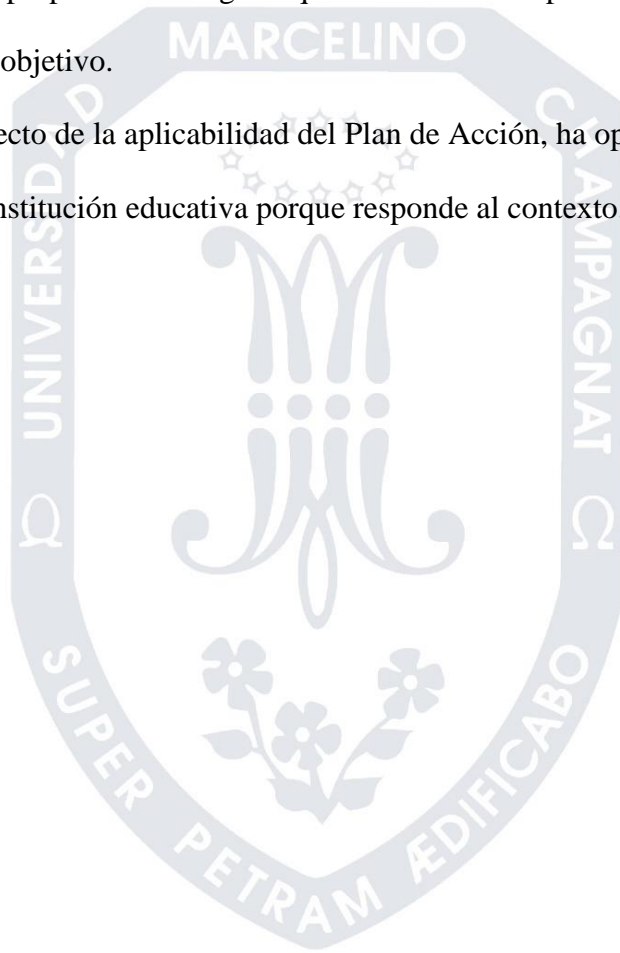 objetivo.
ecto de la aplicabilidad del Plan de Acción, ha op
nstitución educativa porque responde al contexto
UNIVERSIDAD
MARCELINO
CHAMPAGNAT
SUPER PETRAM ÆDIFICABO